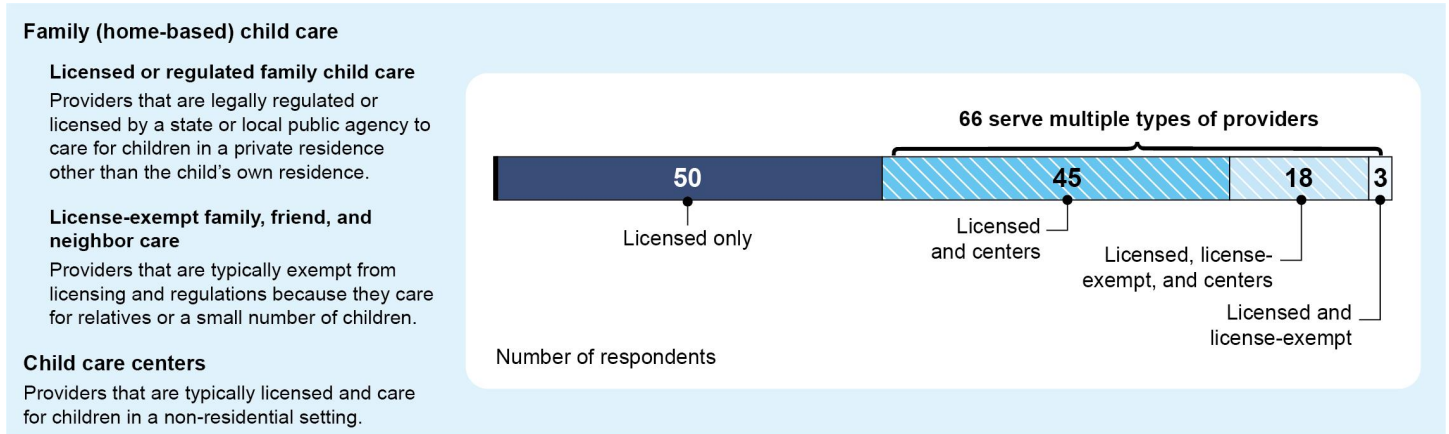 Family (home-based) child care
Licensed or regulated family child care
Providers that are legally regulated or
licensed by a state or local public agency to
care for children in a private residence
other than the child’s own residence.
License-exempt family, friend, and
neighbor care
Providers that are typically exempt from
licensing and regulations because they care
for relatives or a small number of children.
Child care centers
Providers that are typically licensed and care
for children in a non-residential setting.
66 serve multiple types of providers
50
45
18
3
Licensed only
Licensed
and centers
Licensed, license-
exempt, and centers
Licensed and
license-exempt
Number of respondents